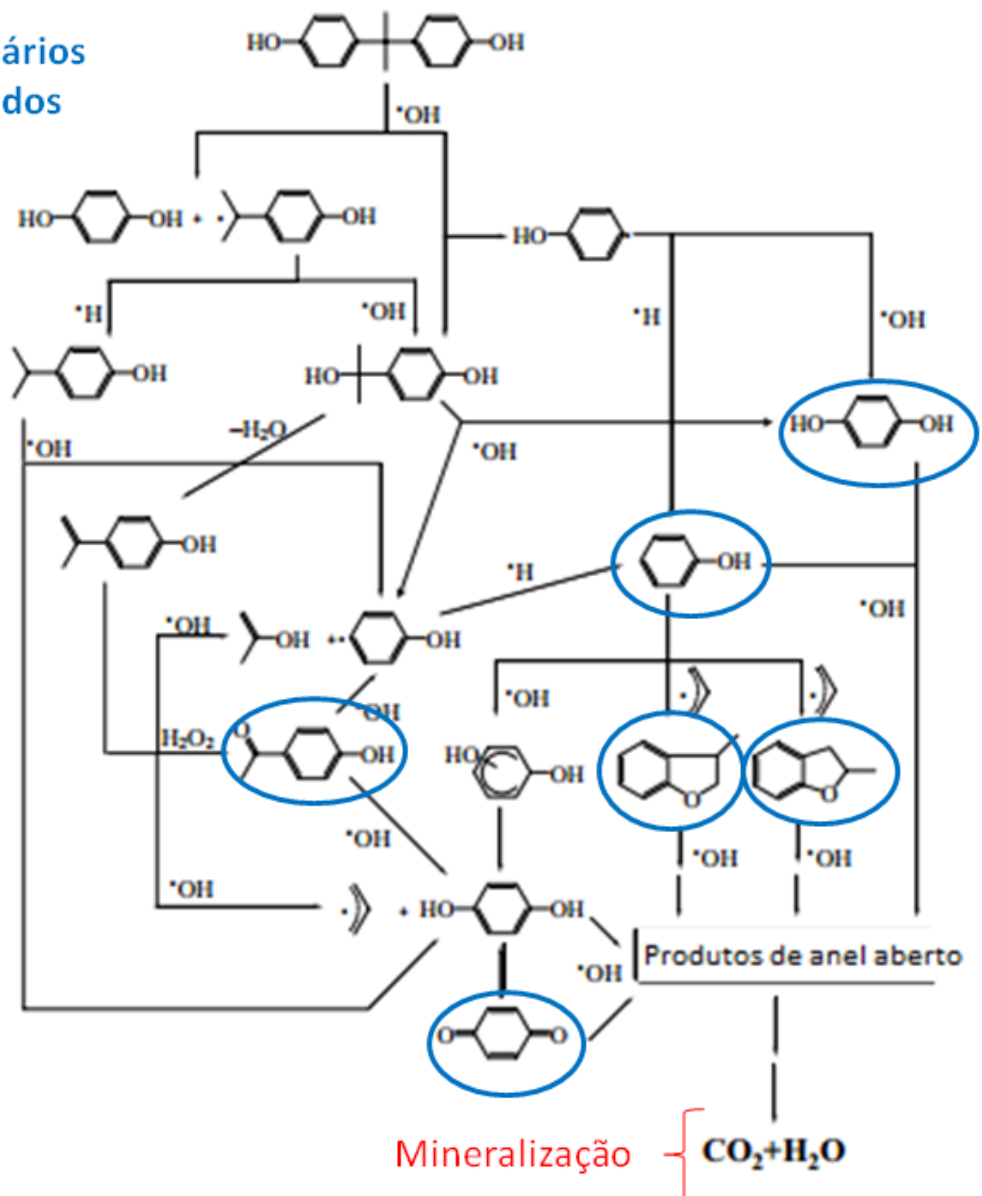 ários
dos
HO OH
•OH
HO OH + • OH
HO •
•H
•OH
•H
•OH
OH
HO OH
HO OH
•OH
–H₂O
•OH
OH
OH
•H
•OH
•OH
OH +• OH
•OH
•OH
H₂O₂
O
OH
HO
OH
O
O
•OH
•OH
•OH
•OH
• + HO OH
•OH
Produtos de anel aberto
O O
Mineralização
CO₂+H₂O